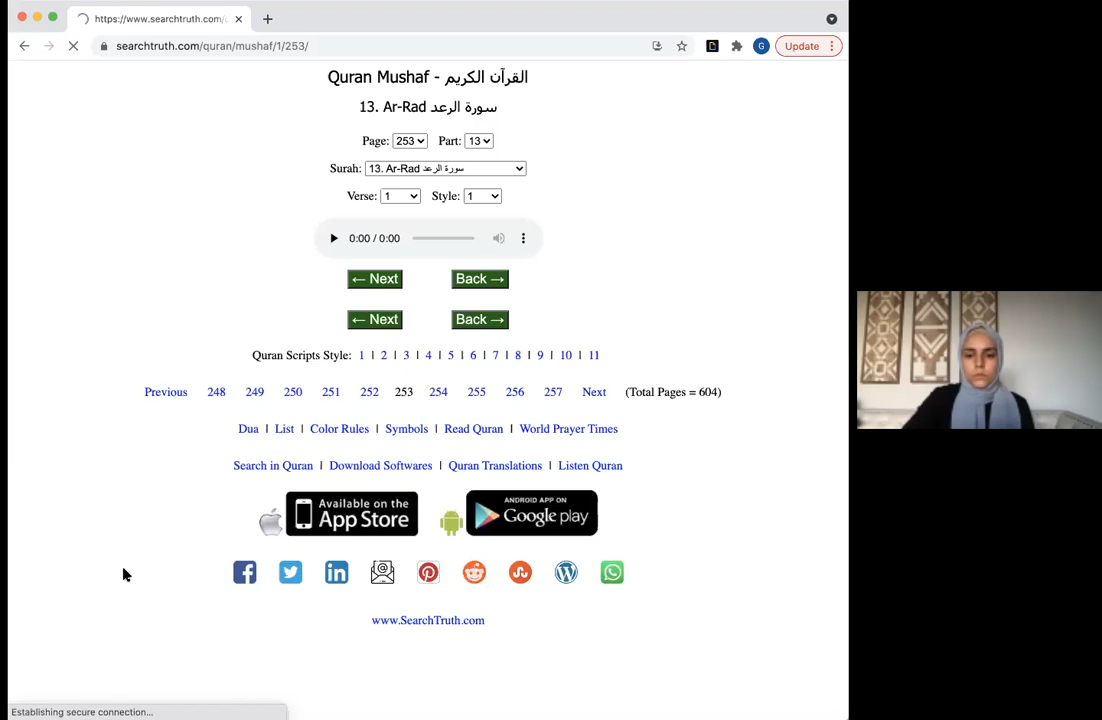 https://www.searchtruth.com/
searchtruth.com/quran/mushaf/1/253/
G
Update
Quran Mushaf - القرآن الكريم
13. Ar-Rad سورة الرعد
Page: 253 Part: 13
Surah: 13. Ar-Rad سورة الرعد
Verse: 1 Style: 1
0:00 / 0:00
← Next Back →
← Next Back →
Quran Scripts Style: 1 | 2 | 3 | 4 | 5 | 6 | 7 | 8 | 9 | 10 | 11
Previous 248 249 250 251 252 253 254 255 256 257 Next (Total Pages = 604)
Dua | List | Color Rules | Symbols | Read Quran | World Prayer Times
Search in Quran | Download Softwares | Quran Translations | Listen Quran
Available on the
App Store
ANDROID APP ON
Google play
www.SearchTruth.com
Establishing secure connection...